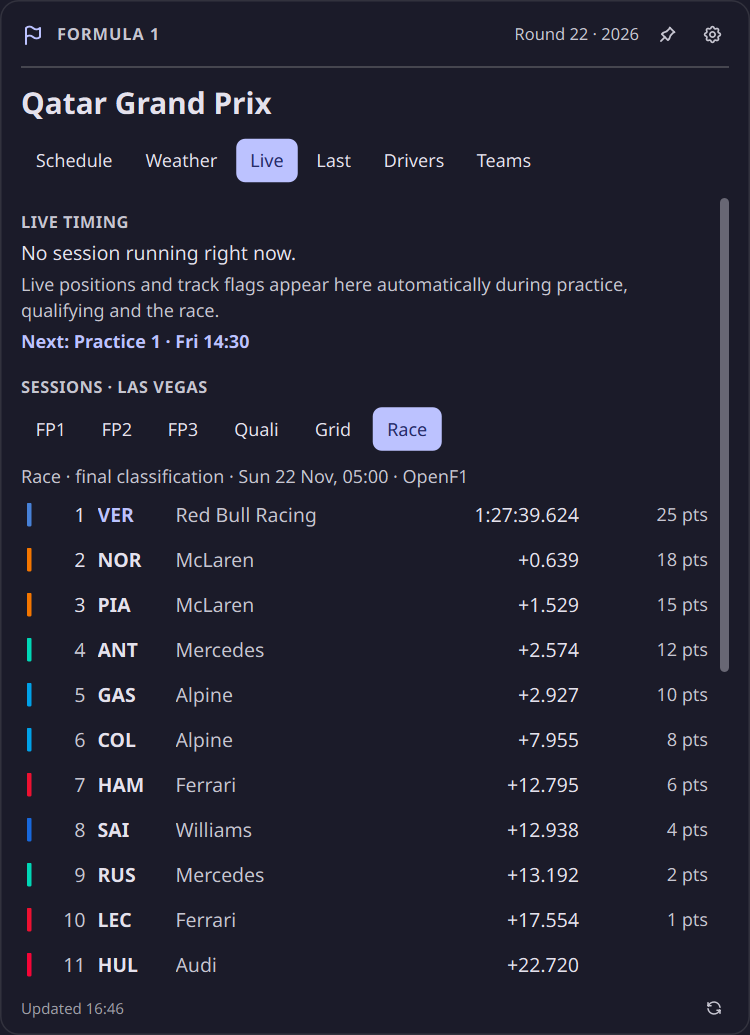 FORMULA 1 Round 22 · 2026
Qatar Grand Prix
Schedule Weather Live Last Drivers Teams
LIVE TIMING
No session running right now.
Live positions and track flags appear here automatically during practice,
qualifying and the race.
Next: Practice 1 · Fri 14:30
SESSIONS · LAS VEGAS
FP1 FP2 FP3 Quali Grid Race
Race · final classification · Sun 22 Nov, 05:00 · OpenF1
1 VER Red Bull Racing 1:27:39.624 25 pts
2 NOR McLaren +0.639 18 pts
3 PIA McLaren +1.529 15 pts
4 ANT Mercedes +2.574 12 pts
5 GAS Alpine +2.927 10 pts
6 COL Alpine +7.955 8 pts
7 HAM Ferrari +12.795 6 pts
8 SAI Williams +12.938 4 pts
9 RUS Mercedes +13.192 2 pts
10 LEC Ferrari +17.554 1 pts
11 HUL Audi +22.720
Updated 16:46